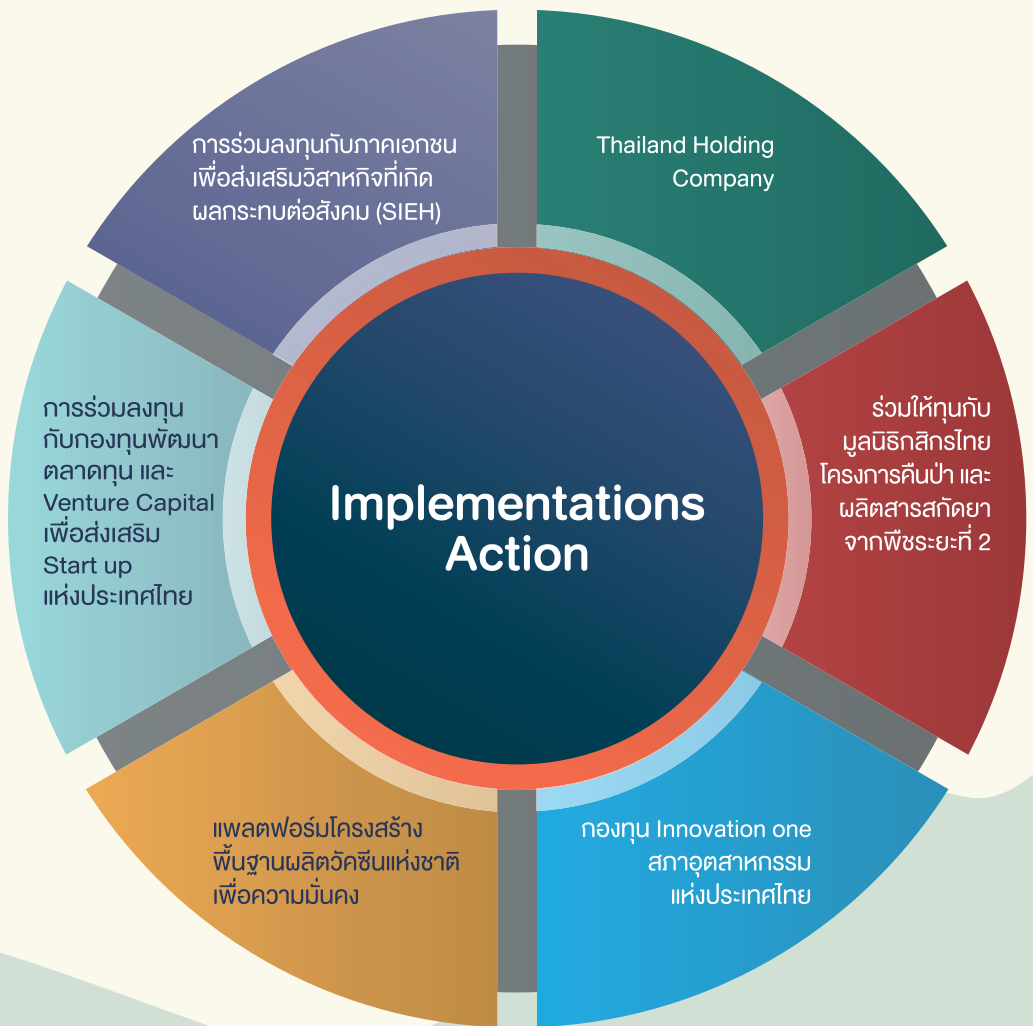 การร่วมลงทุนกับภาคเอกชน
เพื่อส่งเสริมวิสาหกิจที่เกิด
ผลกระทบต่อสังคม (SIEH)
Thailand Holding
Company
ร่วมให้ทุนกับ
มูลนิธิกสิกรไทย
โครงการคืนป่า และ
ผลิตสารสกัดยา
จากพืชระยะที่ 2
กองทุน Innovation one
สภาอุตสาหกรรม
แห่งประเทศไทย
แพลตฟอร์มโครงสร้าง
พื้นฐานผลิตวัคซีนแห่งชาติ
เพื่อความมั่นคง
การร่วมลงทุน
กับกองทุนพัฒนา
ตลาดทุน และ
Venture Capital
เพื่อส่งเสริม
Start up
แห่งประเทศไทย
Implementations
Action